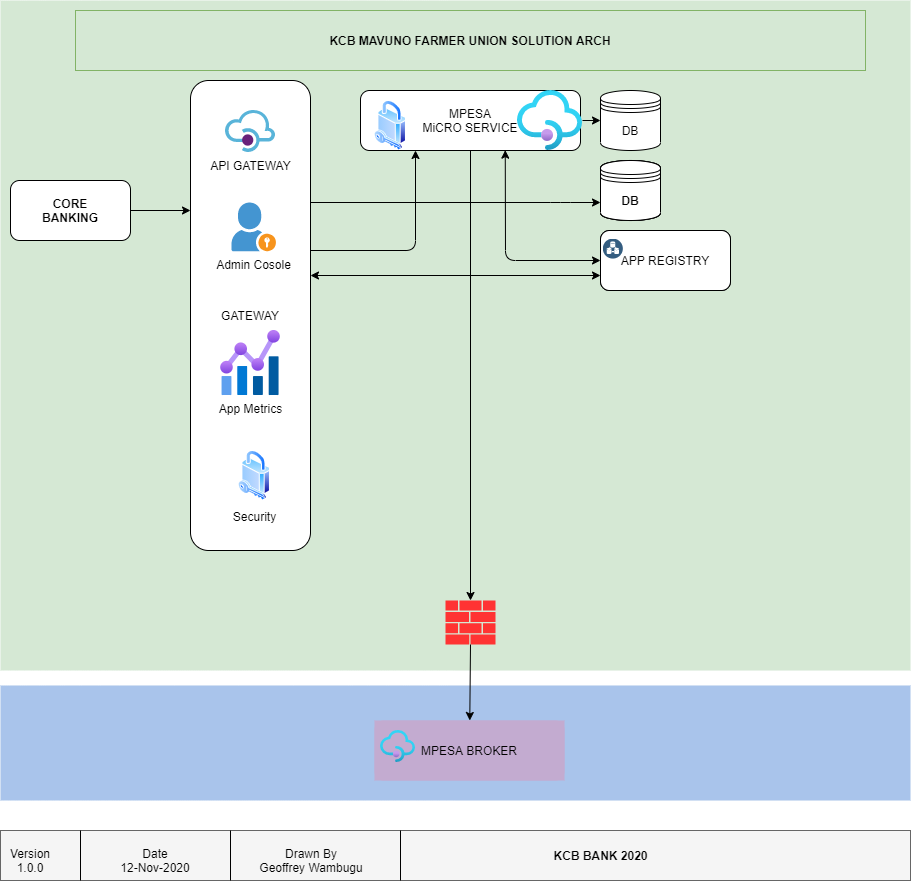 KCB MAVUNO FARMER UNION SOLUTION ARCH
API GATEWAY
Admin Cosole
GATEWAY
App Metrics
Security
CORE
BANKING
MPESA
MiCRO SERVICE
DB
DB
APP REGISTRY
MPESA BROKER
Version
1.0.0
Date
12-Nov-2020
Drawn By
Geoffrey Wambugu
KCB BANK 2020